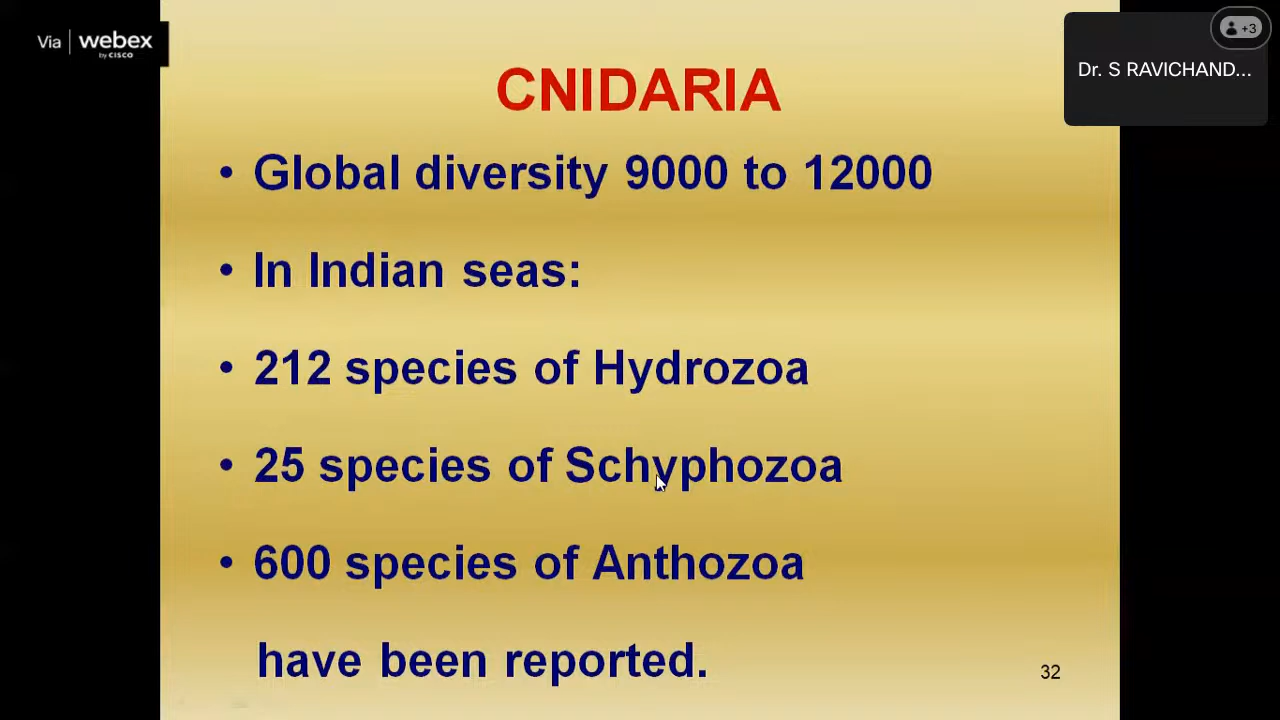 Via webex
by CISCO
+3
Dr. S RAVICHAND...
CNIDARIA
• Global diversity 9000 to 12000
• In Indian seas:
• 212 species of Hydrozoa
• 25 species of Schyphozoa
• 600 species of Anthozoa
have been reported.
32